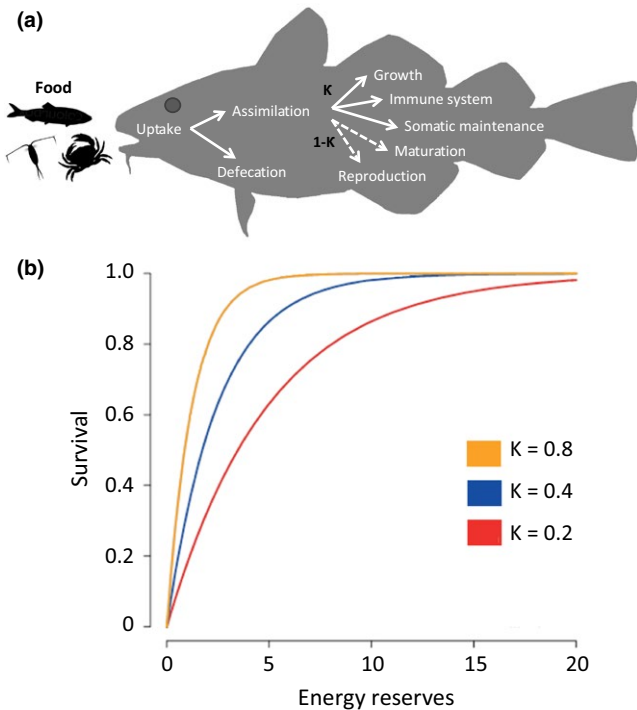 (a)
Food
Uptake
Assimilation
Defecation
K
Growth
Immune system
Somatic maintenance
1-K
Maturation
Reproduction
(b)
1.0
0.8
0.6
0.4
0.2
0
Survival
K = 0.8
K = 0.4
K = 0.2
0 5 10 15 20
Energy reserves